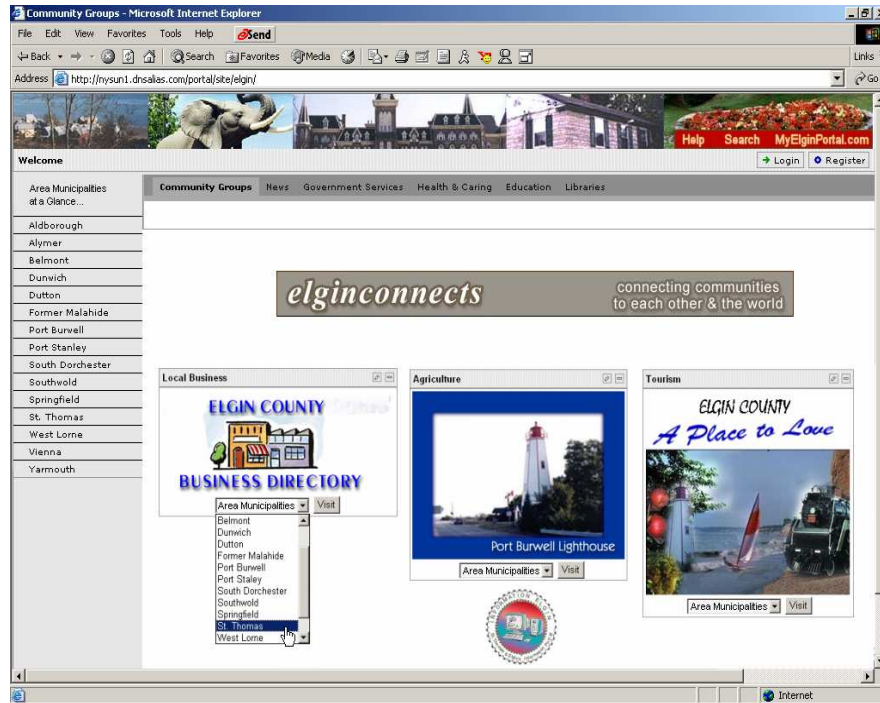 Community Groups - Microsoft Internet Explorer
File Edit View Favorites Tools Help Send
Back Search Favorites Media Links
Address http://nysun1.dnsalias.com/portal/site/elgin/ Go
Help Search MyElginPortal.com
Welcome Login Register
Area Municipalities
at a Glance...
Community Groups News Government Services Health & Caring Education Libraries
Aldborough
Alymer
Belmont
Dunwich
Dutton
Former Malahide
Port Burwell
Port Stanley
South Dorchester
Southwold
Springfield
St. Thomas
West Lorne
Vienna
Yarmouth
elginconnects
connecting communities
to each other & the world
Local Business
ELGIN COUNTY
BUSINESS DIRECTORY
Area Municipalities Visit
Belmont
Dunwich
Dutton
Former Malahide
Port Burwell
Port Staley
South Dorchester
Southwold
Springfield
St. Thomas
West Lorne
Agriculture
Port Burwell Lighthouse
Area Municipalities Visit
INFORMATION ELGIN
Tourism
ELGIN COUNTY
A Place to Love
Area Municipalities Visit
Internet